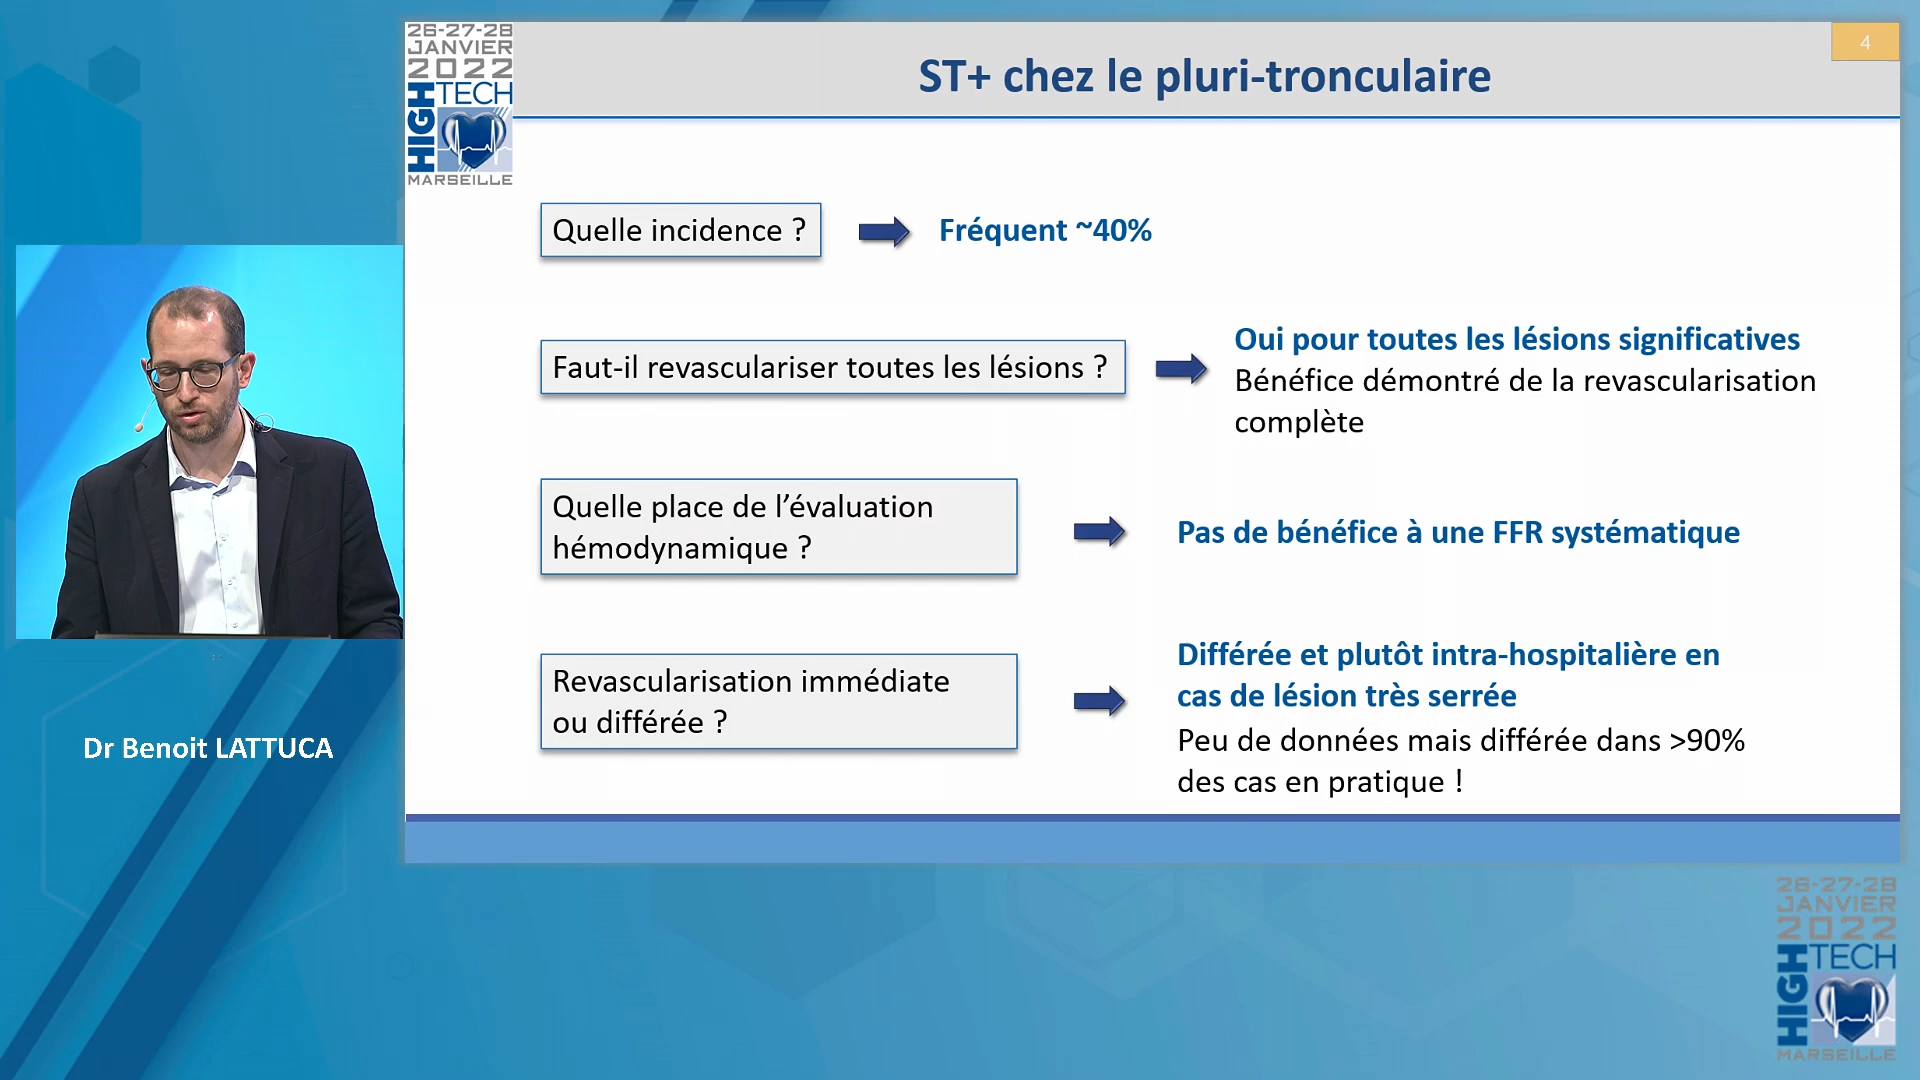 26-27-28
JANVIER
2022
HIGH TECH
MARSEILLE
4
ST+ chez le pluri-tronculaire
Quelle incidence ?
Fréquent ~40%
Faut-il revasculariser toutes les lésions ?
Oui pour toutes les lésions significatives
Bénéfice démontré de la revascularisation
complète
Quelle place de l’évaluation
hémodynamique ?
Pas de bénéfice à une FFR systématique
Revascularisation immédiate
ou différée ?
Différée et plutôt intra-hospitalière en
cas de lésion très serrée
Peu de données mais différée dans >90%
des cas en pratique !
Dr Benoit LATTUCA
26-27-28
JANVIER
2022
HIGH TECH
MARSEILLE